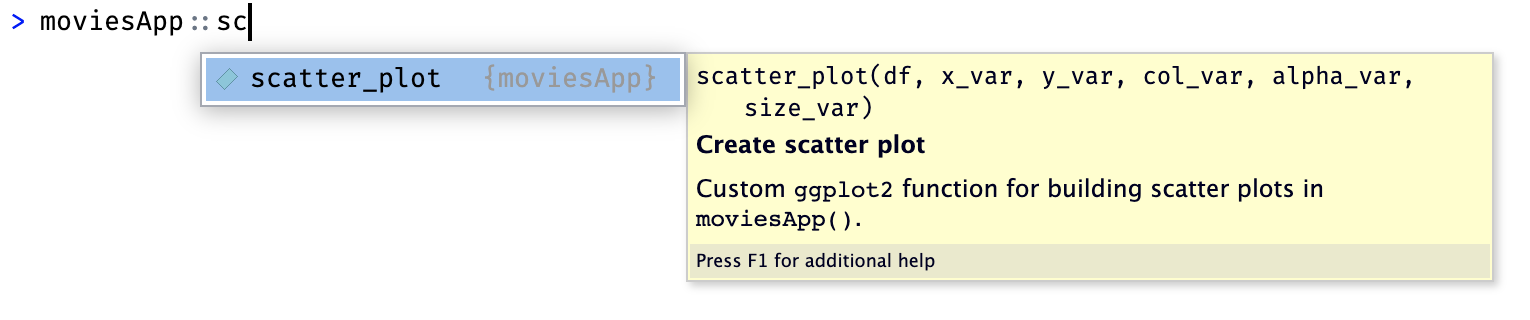 > moviesApp::sc
scatter_plot {moviesApp}
scatter_plot(df, x_var, y_var, col_var, alpha_var,
size_var)
Create scatter plot
Custom ggplot2 function for building scatter plots in
moviesApp().
Press F1 for additional help